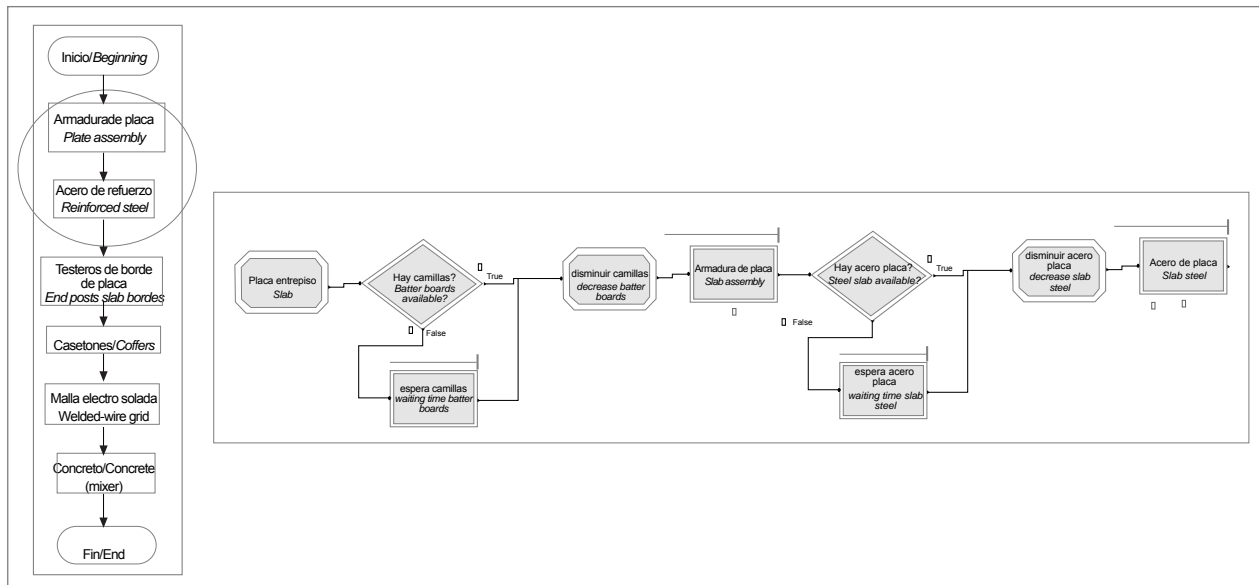 Inicio/Beginning
Armadurade placa
Plate assembly
Acero de refuerzo
Reinforced steel
Testeros de borde
de placa
End posts slab bordes
Casetones/Coffers
Malla electro solada
Welded-wire grid
Concreto/Concrete
(mixer)
Fin/End
Placa entrepiso
Slab
Hay camillas?
Batter boards
available?
True
False
espera camillas
waiting time batter
boards
disminuir camillas
decrease batter
boards
Armadura de placa
Slab assembly
Hay acero placa?
Steel slab available?
True
False
espera acero
placa
waiting time slab
steel
disminuir acero
placa
decrease slab
steel
Acero de placa
Slab steel